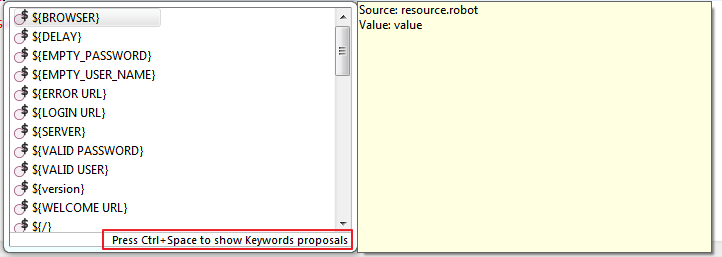 ${BROWSER}
${DELAY}
${EMPTY_PASSWORD}
${EMPTY_USER_NAME}
${ERROR URL}
${LOGIN URL}
${SERVER}
${VALID PASSWORD}
${VALID USER}
${version}
${WELCOME URL}
${/}
Press Ctrl+Space to show Keywords proposals
Source: resource.robot
Value: value